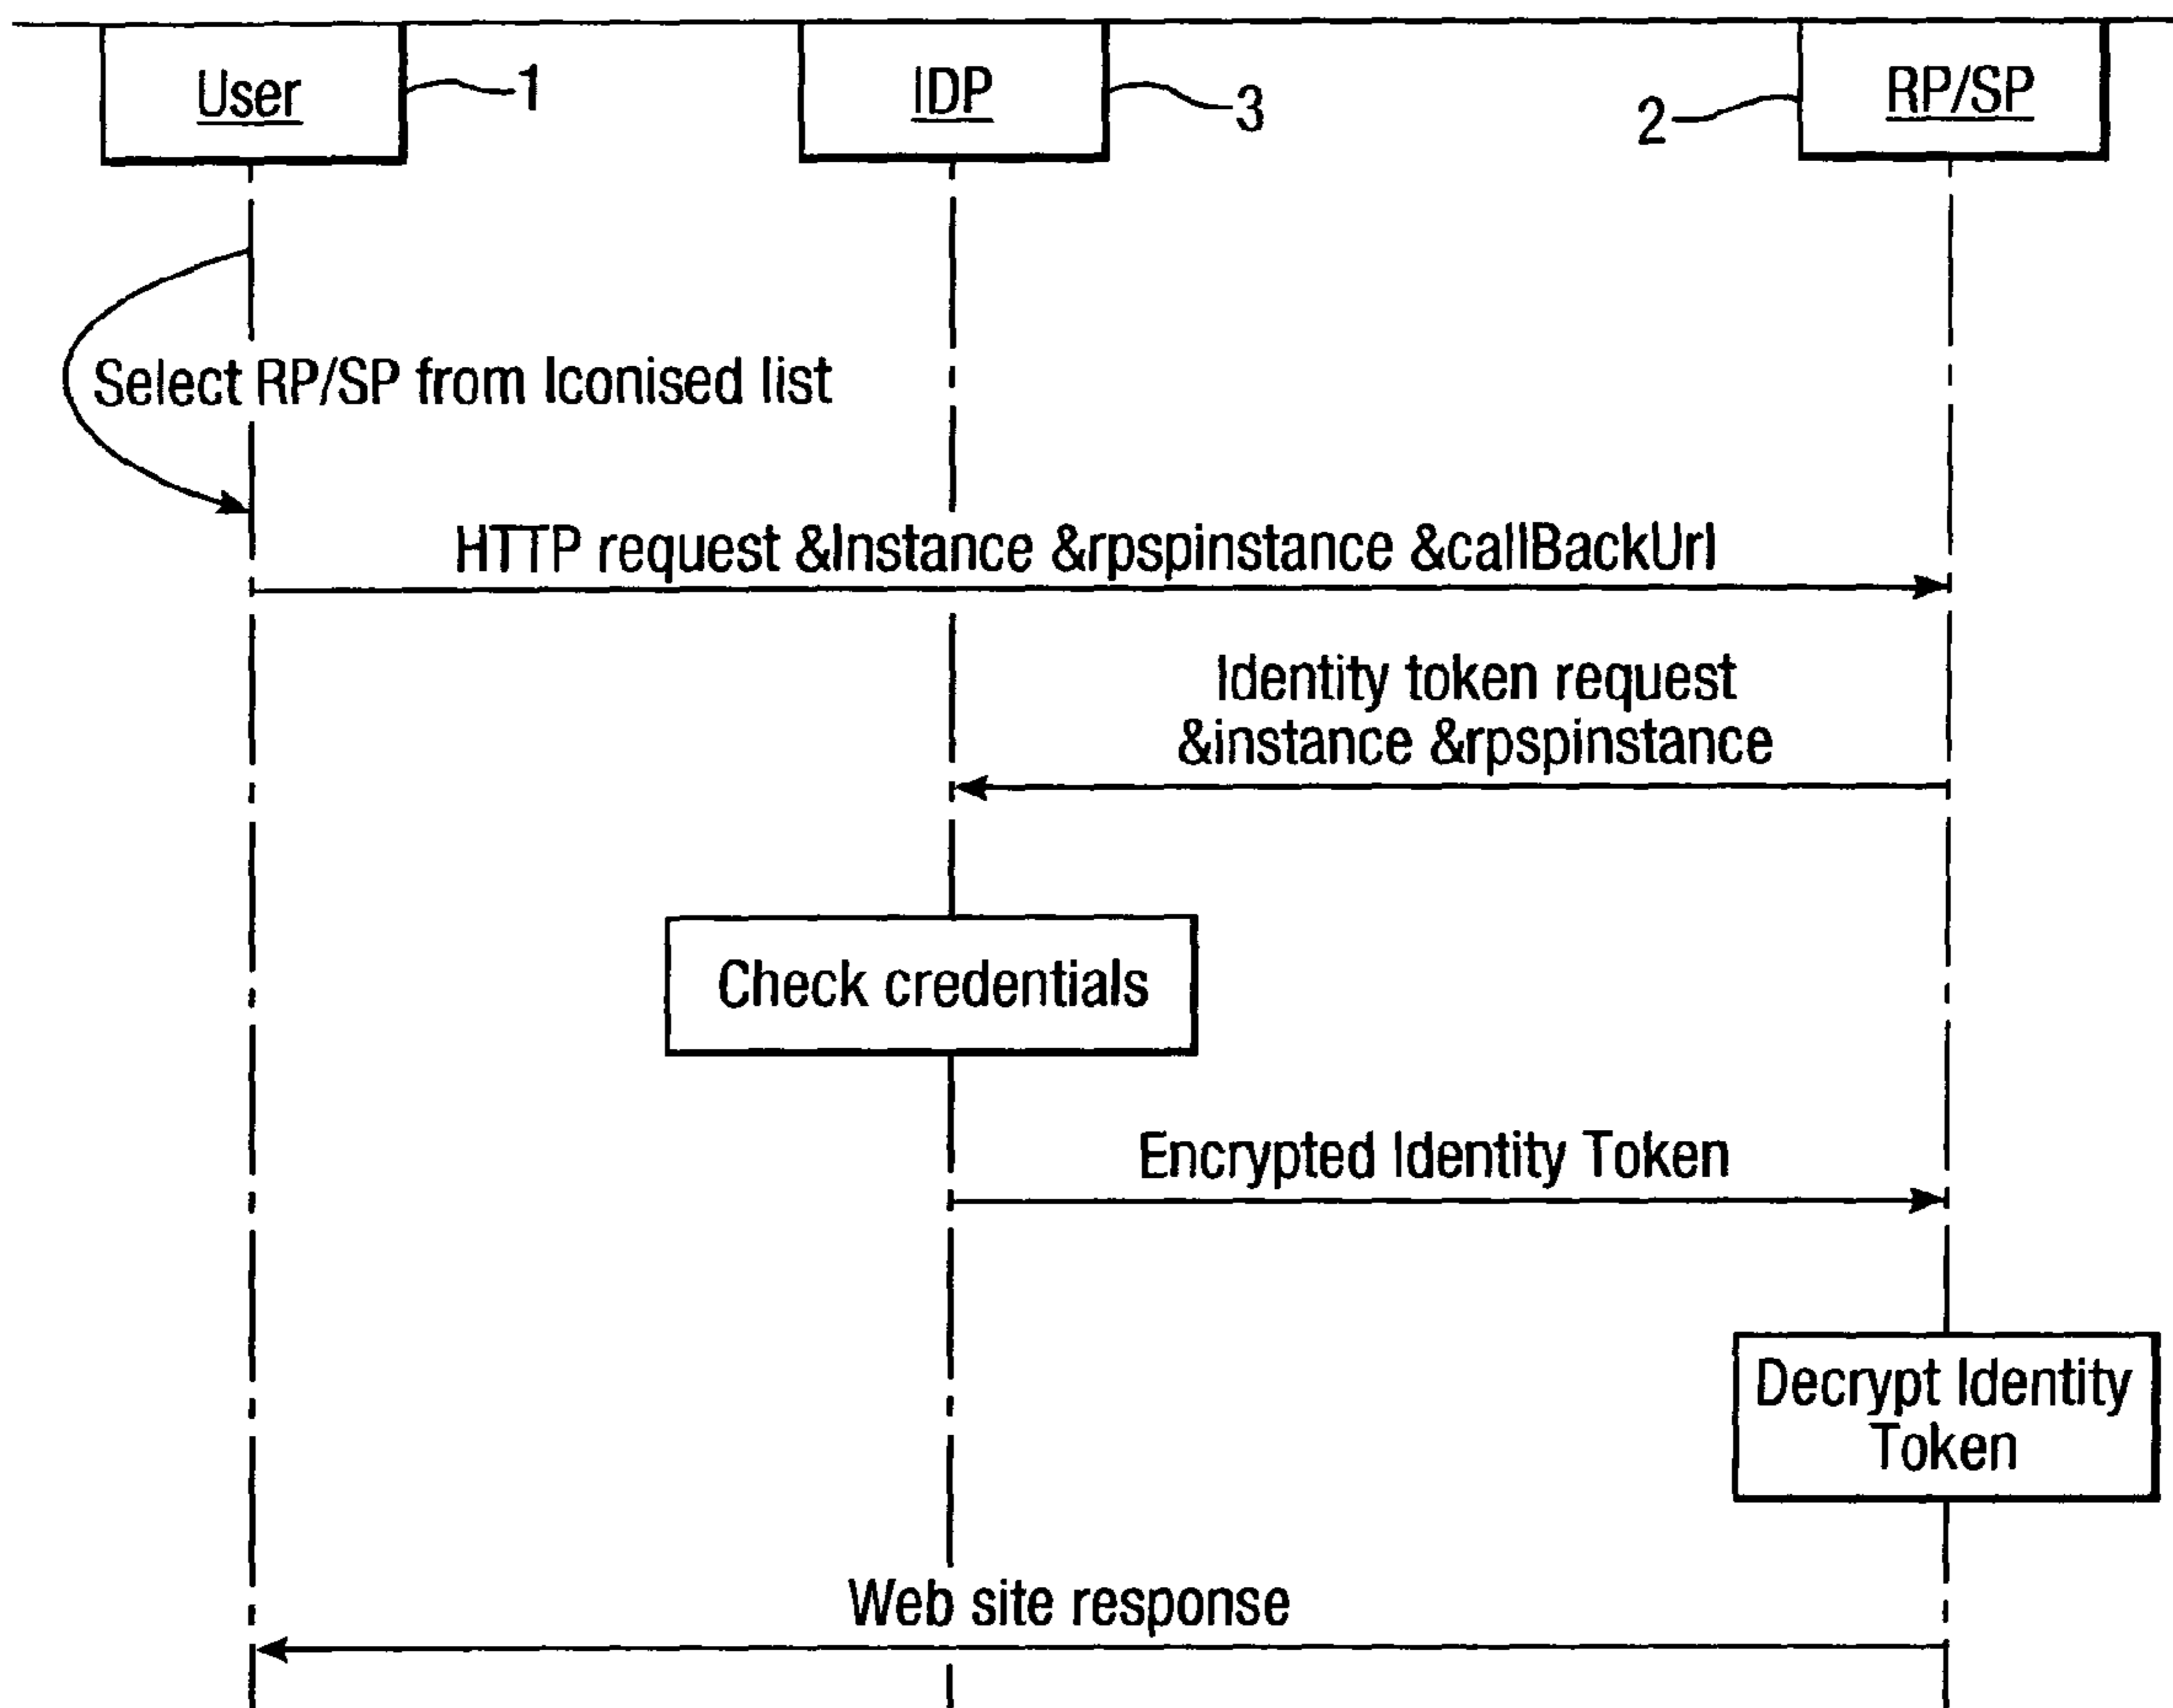 User
1
IDP
3
2
RP/SP
Select RP/SP from Iconised list
HTTP request &Instance &rpspinstance &callBackUrl
Identity token request
&instance &rpspinstance
Check credentials
Encrypted Identity Token
Decrypt Identity
Token
Web site response